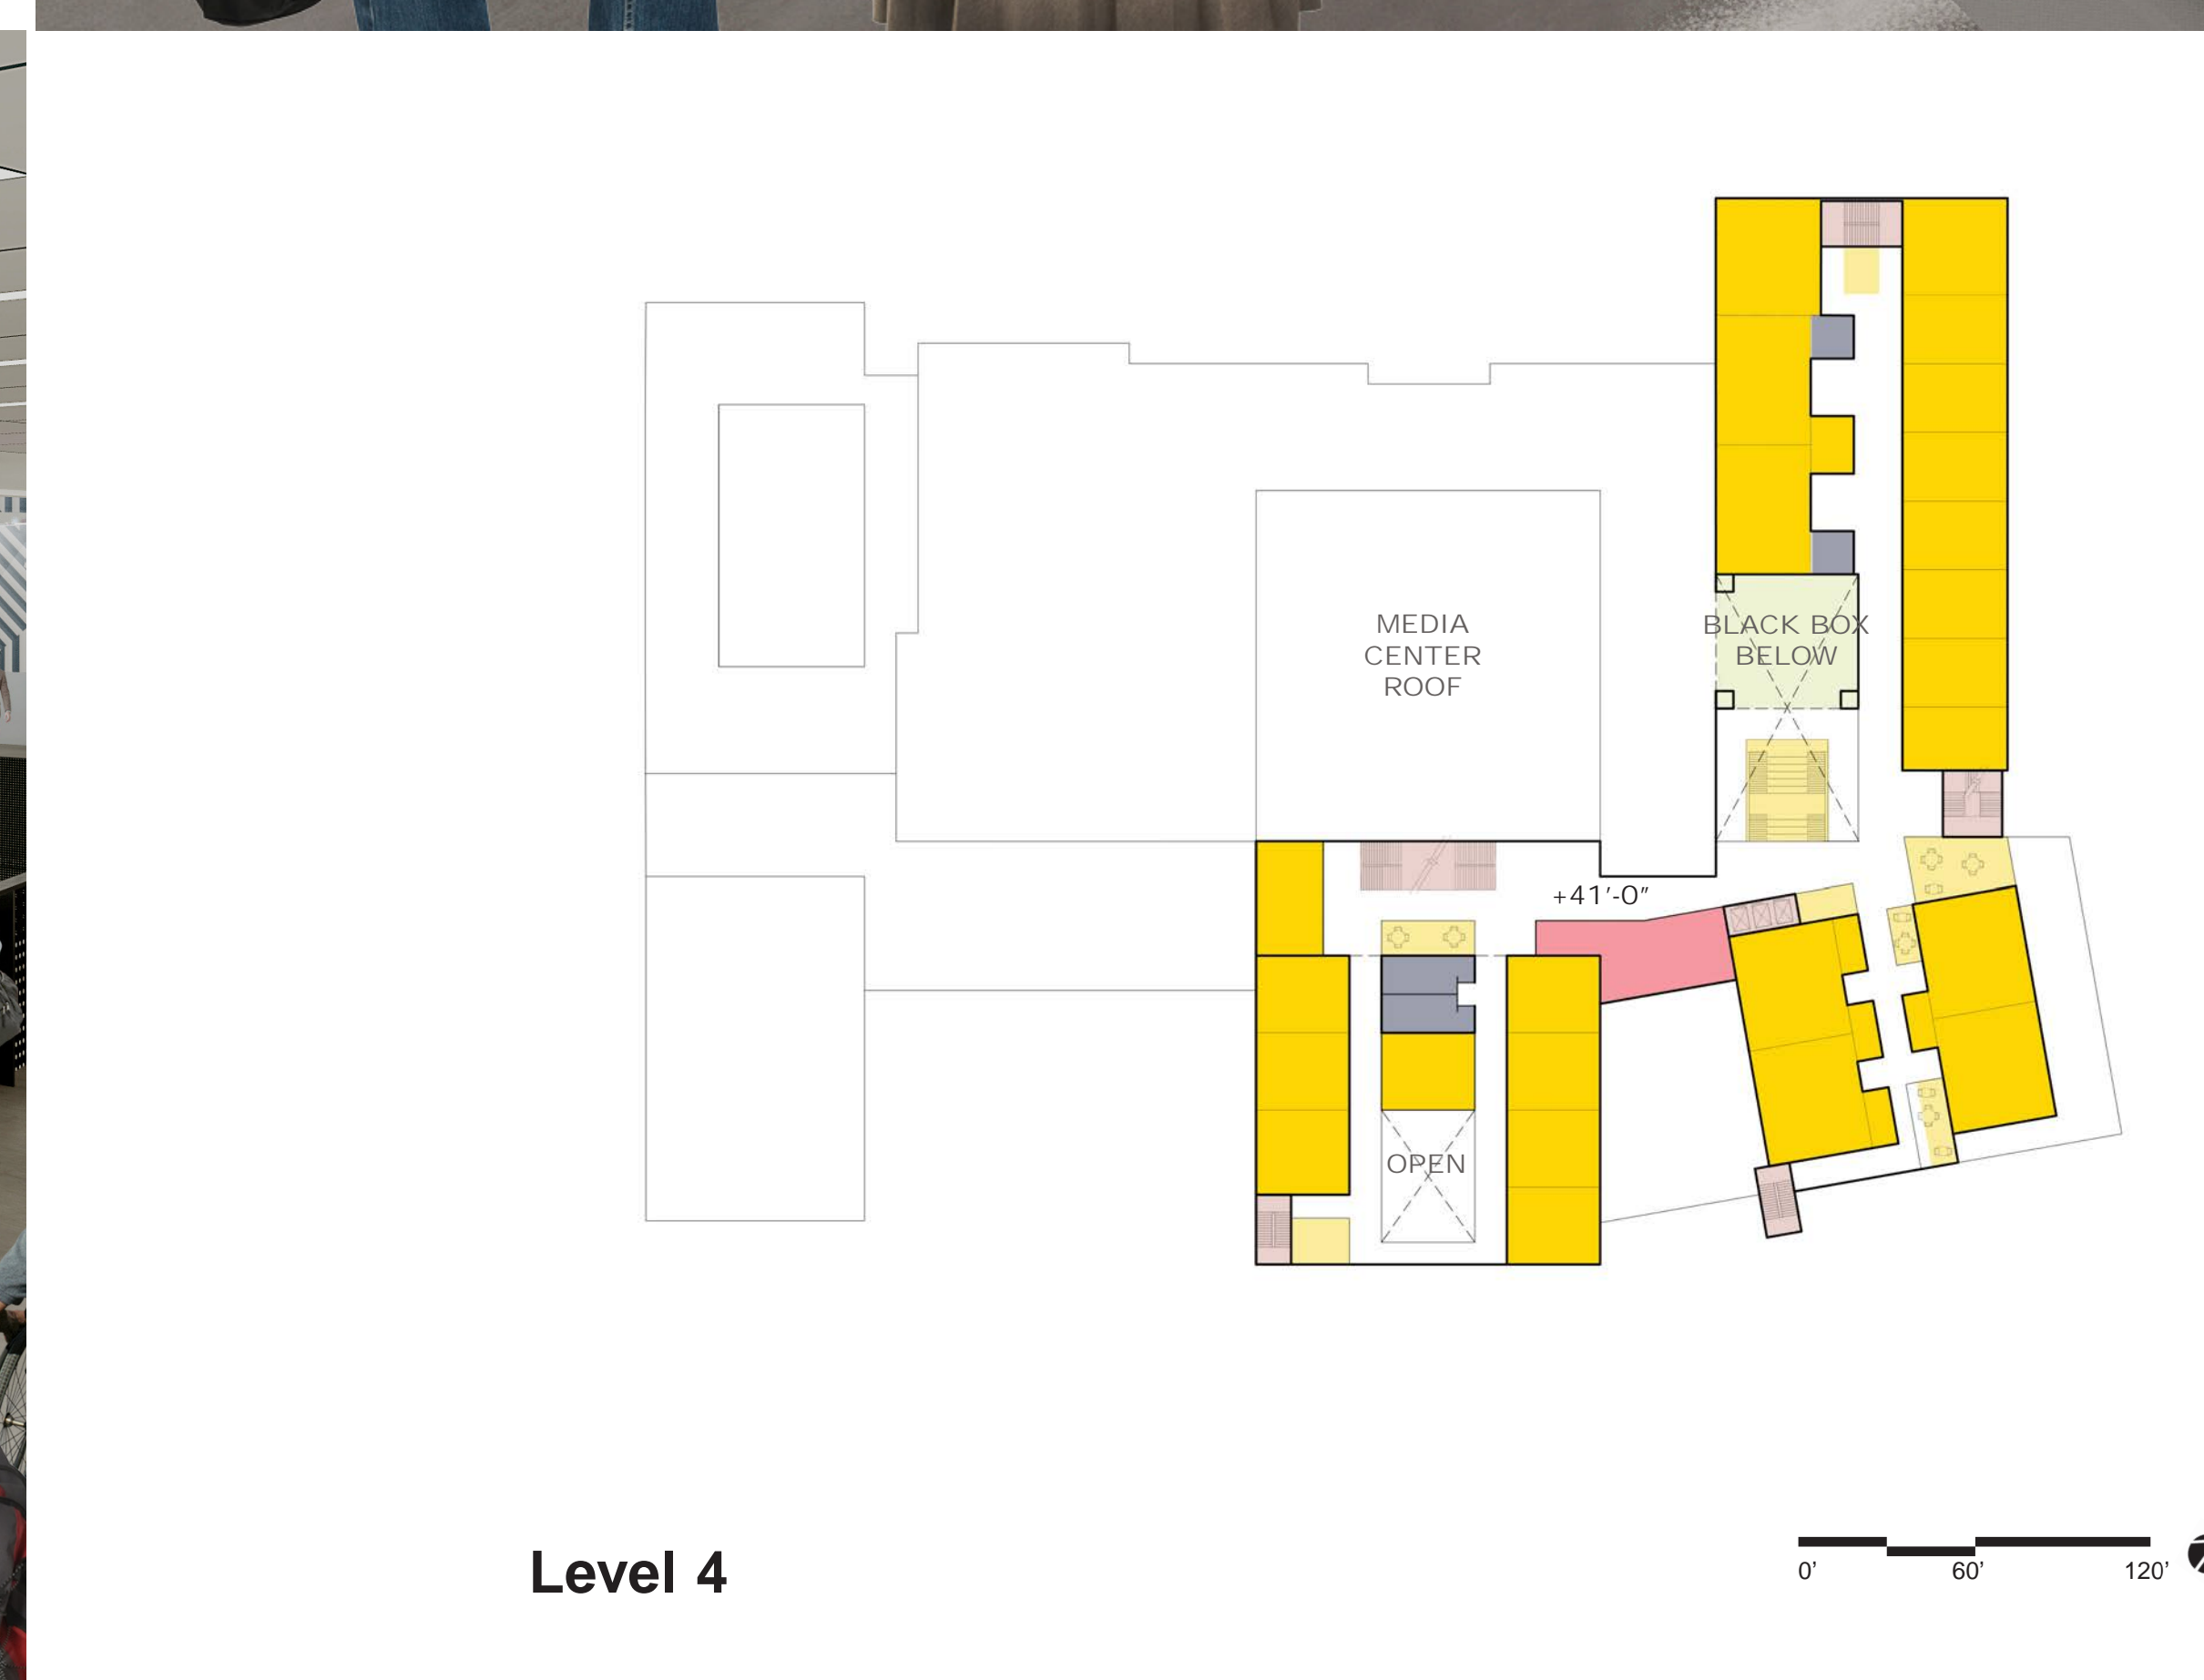 MEDIA
CENTER
ROOF
BLACK BOX
BELOW
+41'-0"
OPEN
Level 4
0' 60' 120'